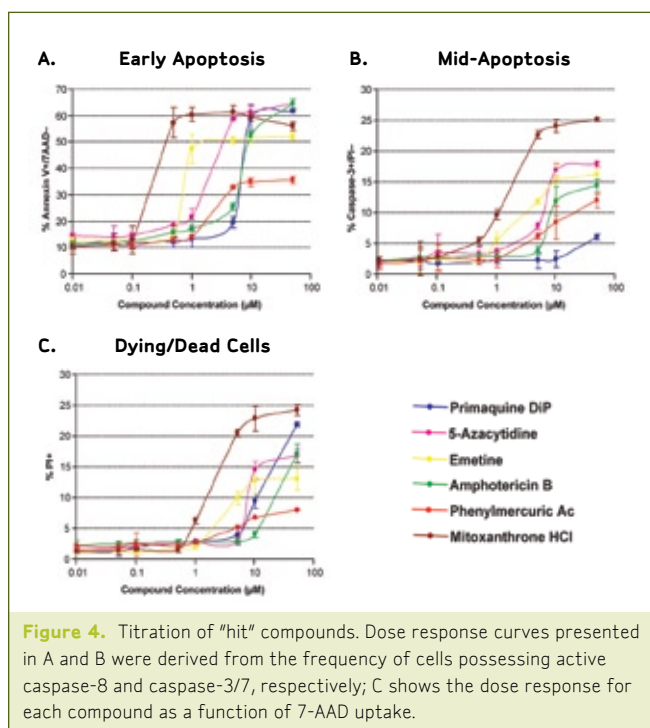 A. Early Apoptosis
% Annexin V+/7AAD–
70
60
50
40
30
20
10
0
0.01 0.1 1 10 100
Compound Concentration (µM)
B. Mid-Apoptosis
% Caspase-3+/PI–
30
25
20
15
10
5
0
0.01 0.1 1 10 100
Compound Concentration (µM)
C. Dying/Dead Cells
% PI+
30
25
20
15
10
5
0
0.01 0.1 1 10 100
Compound Concentration (µM)
Primaquine DiP
5-Azacytidine
Emetine
Amphotericin B
Phenylmercuric Ac
Mitoxanthrone HCl
Figure 4. Titration of "hit" compounds. Dose response curves presented
in A and B were derived from the frequency of cells possessing active
caspase-8 and caspase-3/7, respectively; C shows the dose response for
each compound as a function of 7-AAD uptake.